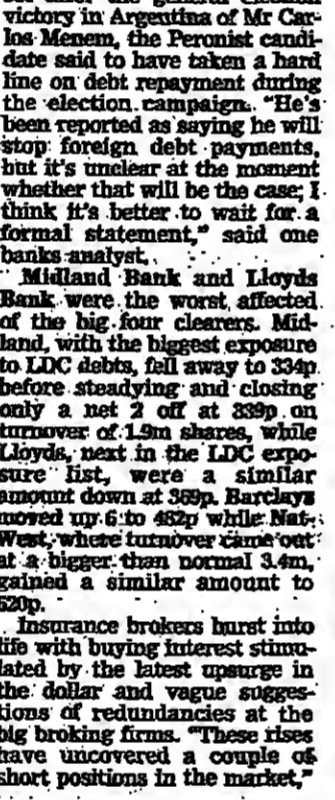 victory in Argentina of Mr Car-
los Menem, the Peronist candi-
date said to have taken a hard
line on debt repayment during
the election campaign. "He's
been reported as saying he will
stop foreign debt payments,
but it's unclear at the moment
whether that will be the case; I
think it's better to wait for a
formal statement," said one
banks analyst.
Midland Bank and Lloyds
Bank were the worst affected
of the big four clearers. Mid-
land, with the biggest exposure
to LDC debts, fell away to 334p
before steadying and closing
only a net 2 off at 339p on
turnover of 1.9m shares, while
Lloyds, next in the LDC expo-
sure list, were a similar
amount down at 369p. Barclays
moved up 6 to 482p while Nat-
West, where turnover came out
at a bigger than normal 3.4m,
gained a similar amount to
620p.
Insurance brokers burst into
life with buying interest stimu-
lated by the latest upsurge in
the dollar and vague sugges-
tions of redundancies at the
big broking firms. "These rises
have uncovered a couple of
short positions in the market,"